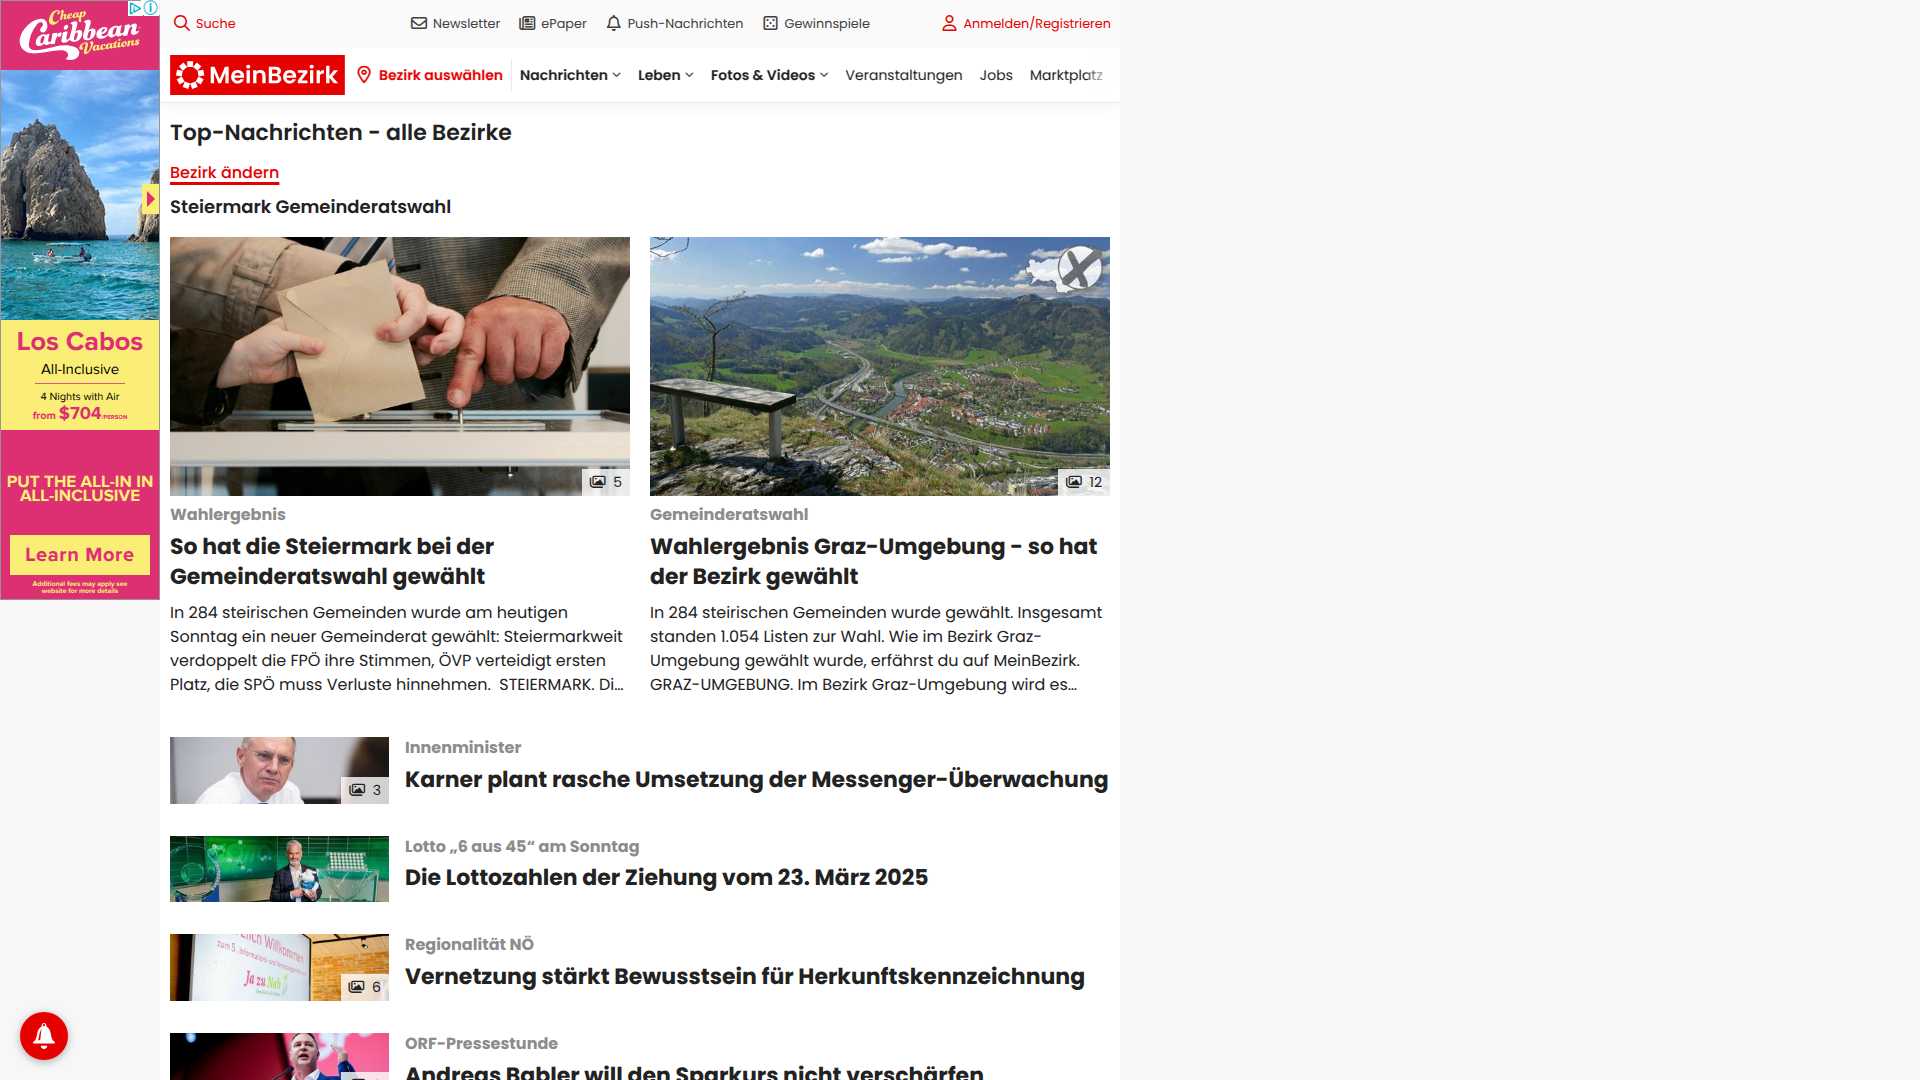 Cheap
Caribbean
Vacations
Los Cabos
All-Inclusive
4 Nights with Air
from $704/PERSON
PUT THE ALL-IN IN
ALL-INCLUSIVE
Learn More
Additional fees may apply see
website for more details
Suche
Newsletter
ePaper
Push-Nachrichten
Gewinnspiele
Anmelden/Registrieren
MeinBezirk
Bezirk auswählen
Nachrichten
Leben
Fotos & Videos
Veranstaltungen
Jobs
Marktplatz
Top-Nachrichten - alle Bezirke
Bezirk ändern
Steiermark Gemeinderatswahl
5
Wahlergebnis
So hat die Steiermark bei der
Gemeinderatswahl gewählt
In 284 steirischen Gemeinden wurde am heutigen
Sonntag ein neuer Gemeinderat gewählt: Steiermarkweit
verdoppelt die FPÖ ihre Stimmen, ÖVP verteidigt ersten
Platz, die SPÖ muss Verluste hinnehmen. STEIERMARK. Di...
12
Gemeinderatswahl
Wahlergebnis Graz-Umgebung - so hat
der Bezirk gewählt
In 284 steirischen Gemeinden wurde gewählt. Insgesamt
standen 1.054 Listen zur Wahl. Wie im Bezirk Graz-
Umgebung gewählt wurde, erfährst du auf MeinBezirk.
GRAZ-UMGEBUNG. Im Bezirk Graz-Umgebung wird es...
3
Innenminister
Karner plant rasche Umsetzung der Messenger-Überwachung
Lotto „6 aus 45“ am Sonntag
Die Lottozahlen der Ziehung vom 23. März 2025
Willkommen
zum 5.
Ja zu Nah
6
Regionalität NÖ
Vernetzung stärkt Bewusstsein für Herkunftskennzeichnung
ORF-Pressestunde
Andreas Babler will den Sparkurs nicht verschärfen